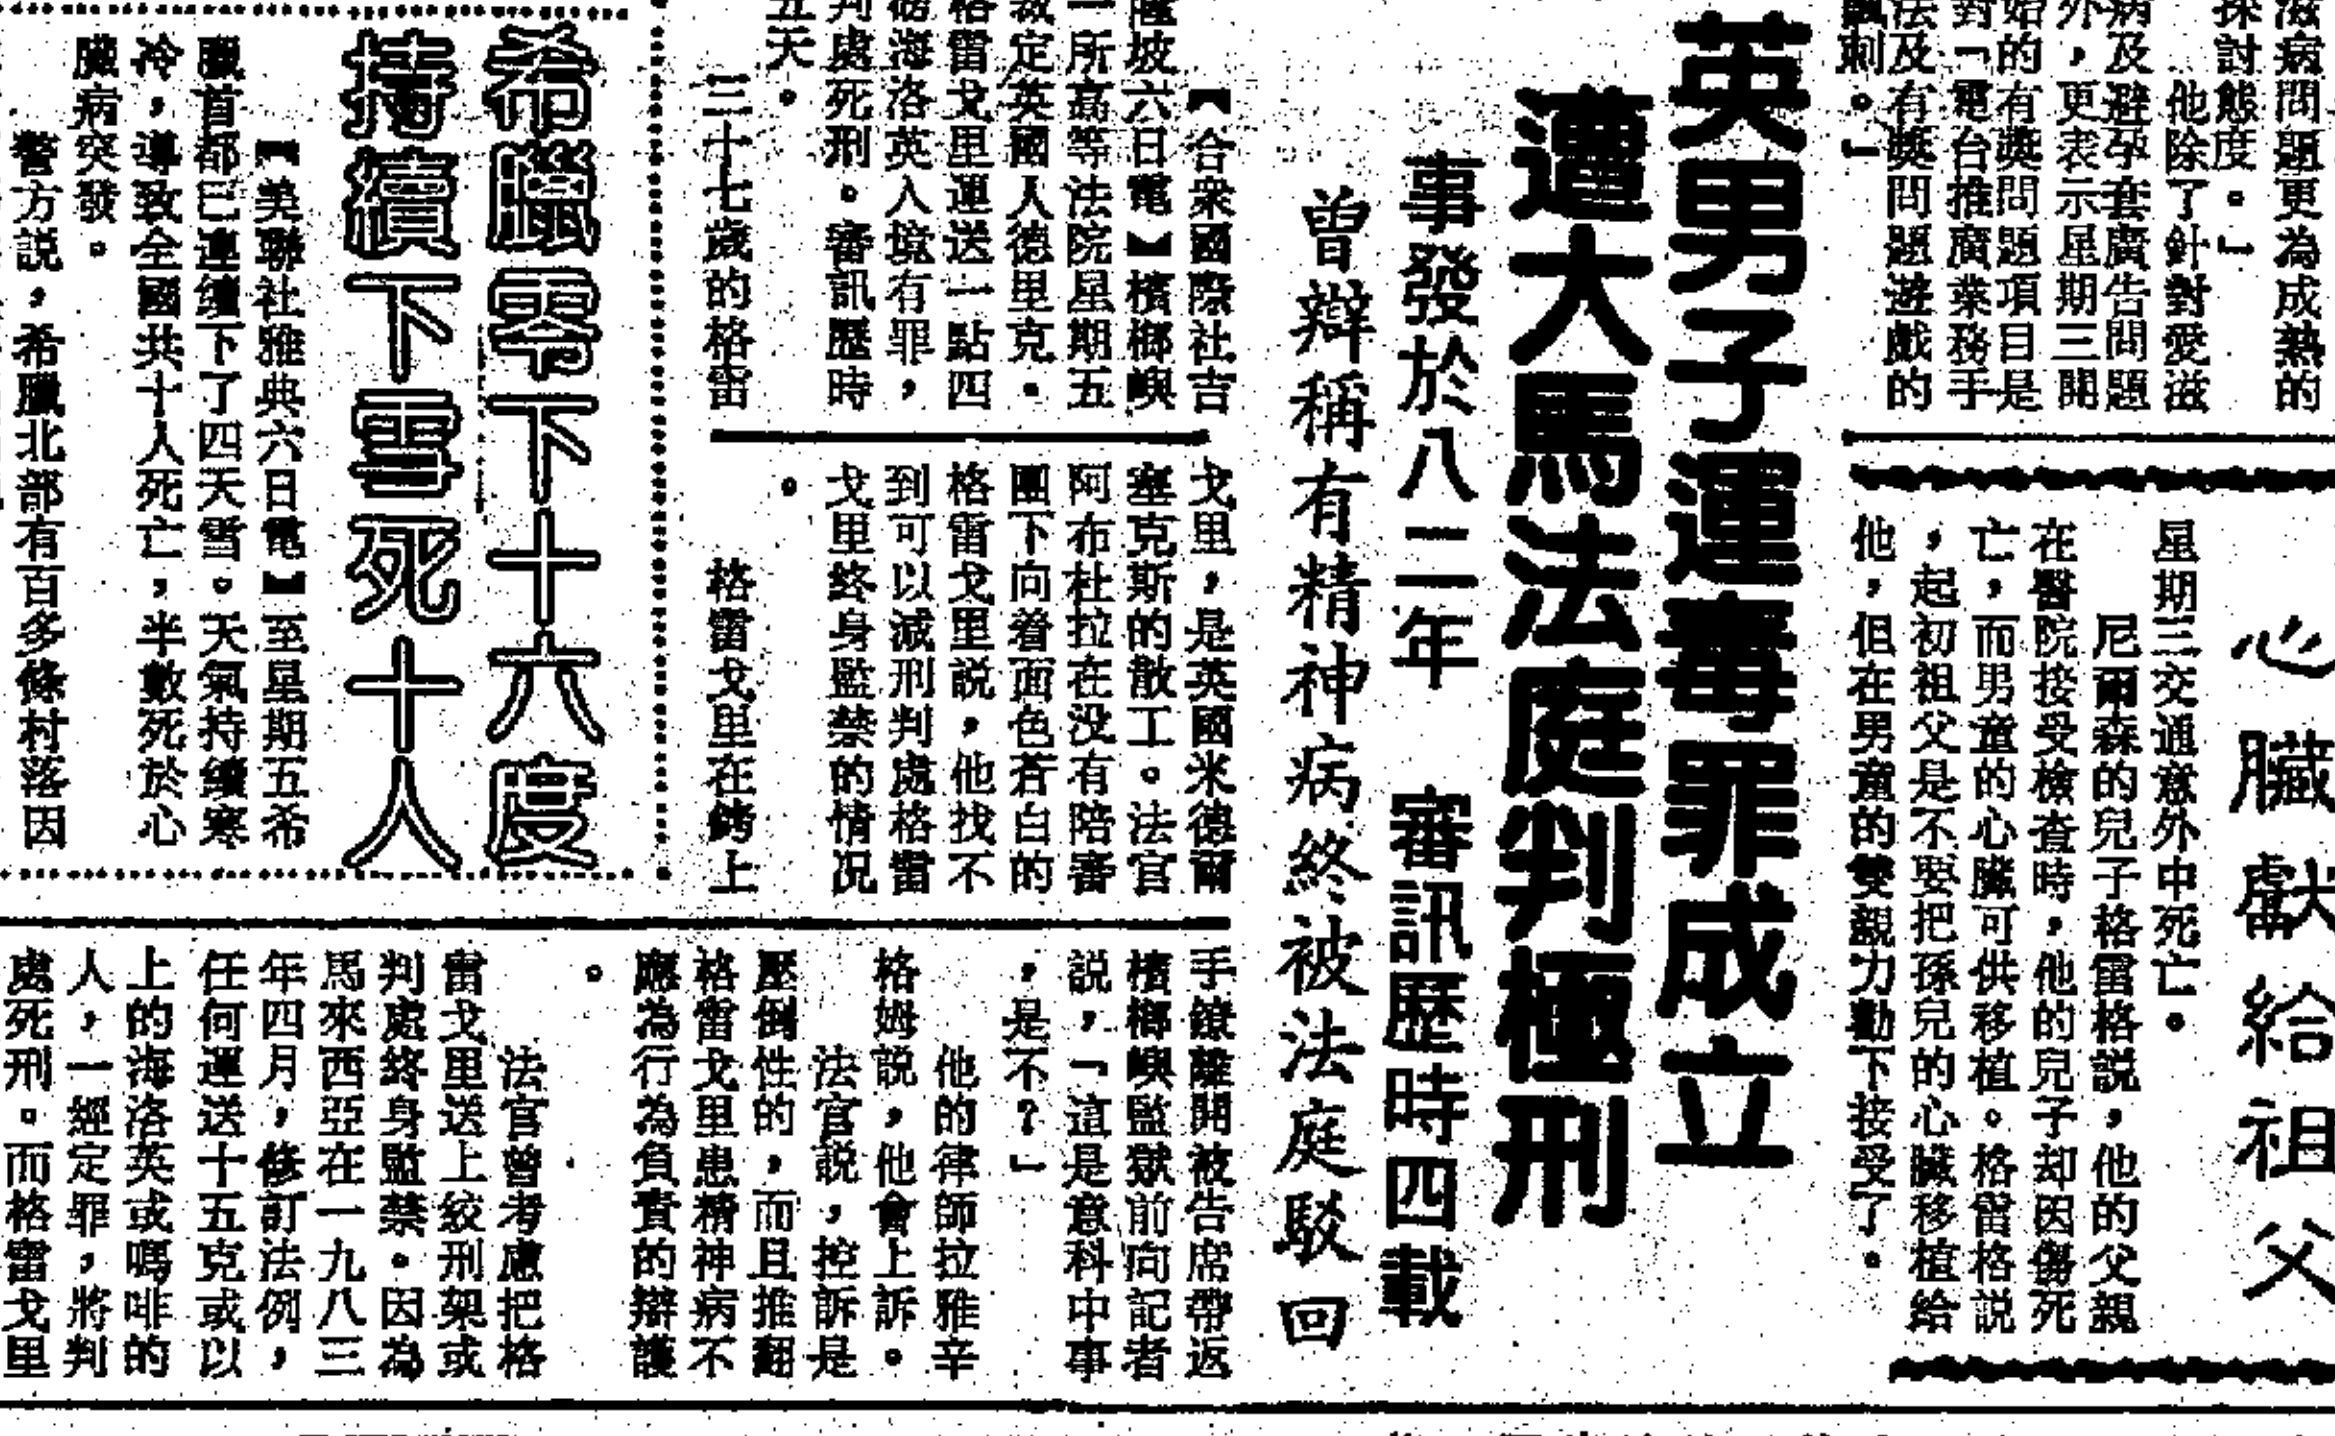 滋病問題更為成熟的
探討態度。」
他除了針對愛滋
病及避孕套廣告問題
外，更表示星期三開
始的有獎問題項目是
對「電台推廣業務手
法及有獎問題遊戲的
諷刺。」
心臟獻給祖父
星期三交通意外中死亡。
尼爾森的兒子格雷格説，他的父親
在醫院接受檢查時，他的兒子却因傷死
亡，而男童的心臟可供移植。格雷格説
，起初祖父是不要把孫兒的心臟移植給
他，但在男童的雙親力勸下接受了。
英男子運毒罪成立
遭大馬法庭判極刑
事發於八二年　審訊歷時四載
曾辯稱有精神病終被法庭駁回
【合衆國際社吉
隆坡六日電】檳榔嶼
一所高等法院星期五
裁定英國人德里克·
格雷戈里運送一點四
磅海洛英入境有罪，
判處死刑。審訊歷時
五天。
三十七歲的格雷
戈里，是英國米德爾
塞克斯的散工。法官
阿布杜拉在没有陪審
團下向着面色蒼白的
格雷戈里説，他找不
到可以減刑判處格雷
戈里終身監禁的情況
。
格雷戈里在銬上
手鐐離開被告席帶返
檳榔嶼監獄前向記者
説，「這是意科中事
，是不？」
他的律師拉雅辛
格姆説，他會上訴。
法官説，控訴是
壓倒性的，而且推翻
格雷戈里患精神病不
應為行為負責的辯護
。
法官曾考慮把格
雷戈里送上絞刑架或
判處終身監禁。因為
馬來西亞在一九八三
年四月，修訂法例，
任何運送十五克或以
上的海洛英或嗎啡的
人，一經定罪，將判
處死刑。而格雷戈里
希臘零下十六度
持續下雪死十人
【美聯社雅典六日電】至星期五希
臘首都已連續下了四天雪。天氣持續寒
冷，導致全國共十人死亡，半數死於心
臟病突發。
警方説，希臘北部有百多條村落因